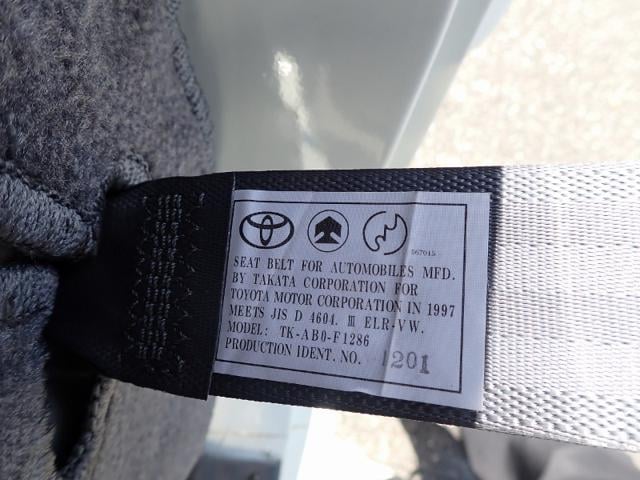 567015
SEAT BELT FOR AUTOMOBILES MFD.
BY TAKATA CORPORATION FOR
TOYOTA MOTOR CORPORATION IN 1997
MEETS JIS D 4604. Ⅲ ELR-VW.
MODEL: TK-AB0-F1286
PRODUCTION IDENT. NO. 1201